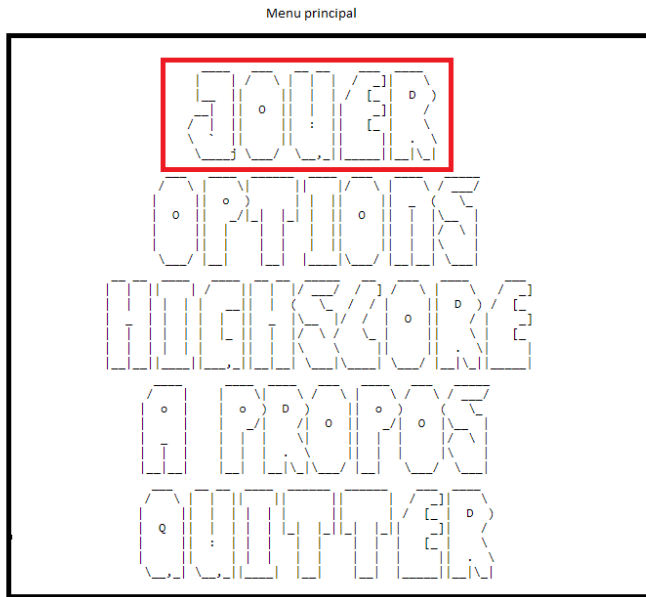 Menu principal
JOUER
OPTIONS
HIGHSCORE
A PROPOS
QUITTER